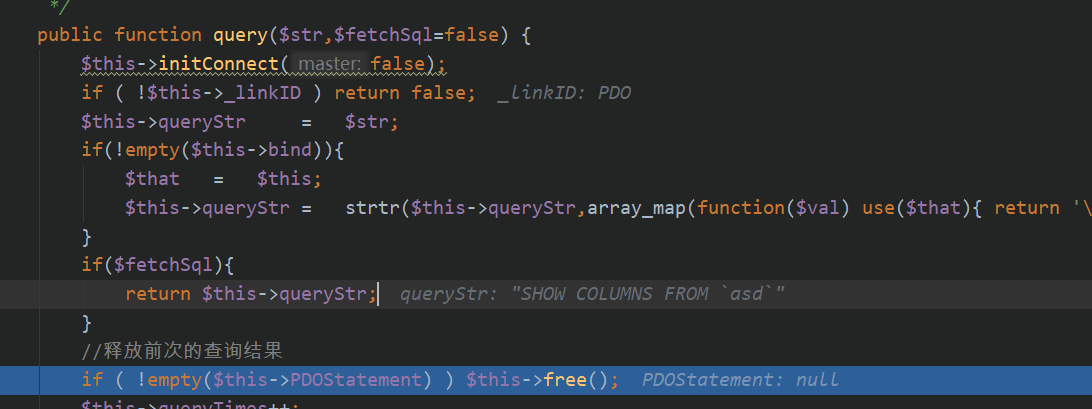 */
public function query($str,$fetchSql=false) {
$this->initConnect( master: false);
if ( !$this->_linkID ) return false; _linkID: PDO
$this->queryStr = $str;
if(!empty($this->bind)){
$that = $this;
$this->queryStr = strtr($this->queryStr,array_map(function($val) use($that){ return '\
}
if($fetchSql){
return $this->queryStr; queryStr: "SHOW COLUMNS FROM `asd`"
}
//释放前次的查询结果
if ( !empty($this->PDOStatement) ) $this->free(); PDOStatement: null
$this->queryTimes++;